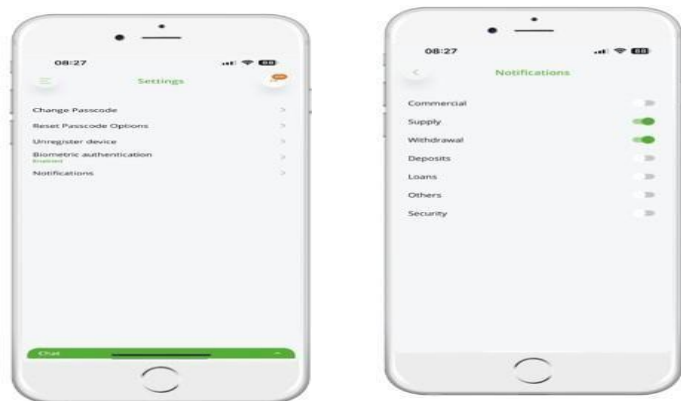 08:27
Settings
Change Passcode
Reset Passcode Options
Unregister device
Biometric authentication
Enabled
Notifications
Chat
08:27
Notifications
Commercial
Supply
Withdrawal
Deposits
Loans
Others
Security